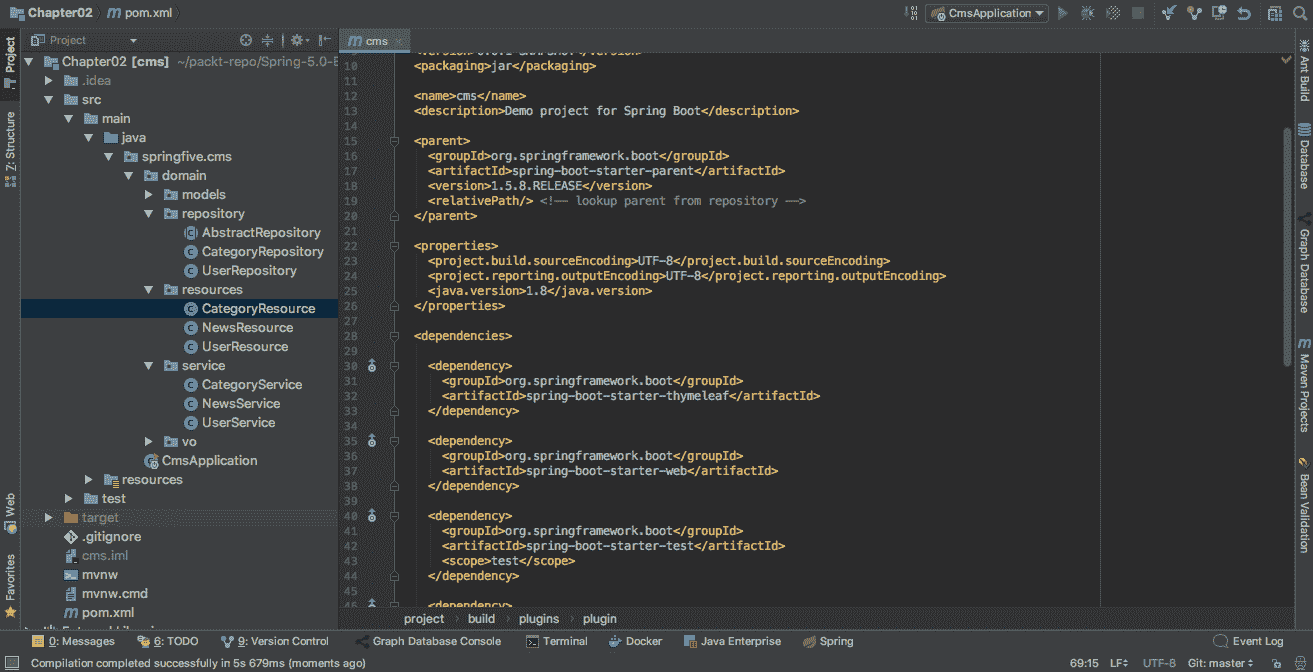 Chapter02
pom.xml
CmsApplication
Project
cms
Chapter02 [cms] ~/packt-repo/Spring-5.0-
.idea
src
main
java
springfive.cms
domain
models
repository
AbstractRepository
CategoryRepository
UserRepository
resources
CategoryResource
NewsResource
UserResource
service
CategoryService
NewsService
UserService
vo
CmsApplication
resources
test
target
.gitignore
cms.iml
mvnw
mvnw.cmd
pom.xml
10 <packaging>jar</packaging>
11
12 <name>cms</name>
13 <description>Demo project for Spring Boot</description>
14
15 <parent>
16 <groupId>org.springframework.boot</groupId>
17 <artifactId>spring-boot-starter-parent</artifactId>
18 <version>1.5.8.RELEASE</version>
19 <relativePath/> <!-- lookup parent from repository -->
20 </parent>
21
22 <properties>
23 <project.build.sourceEncoding>UTF-8</project.build.sourceEncoding>
24 <project.reporting.outputEncoding>UTF-8</project.reporting.outputEncoding>
25 <java.version>1.8</java.version>
26 </properties>
27
28 <dependencies>
29
30 <dependency>
31 <groupId>org.springframework.boot</groupId>
32 <artifactId>spring-boot-starter-thymeleaf</artifactId>
33 </dependency>
34
35 <dependency>
36 <groupId>org.springframework.boot</groupId>
37 <artifactId>spring-boot-starter-web</artifactId>
38 </dependency>
39
40 <dependency>
41 <groupId>org.springframework.boot</groupId>
42 <artifactId>spring-boot-starter-test</artifactId>
43 <scope>test</scope>
44 </dependency>
45
46 <dependency>
project › build › plugins › plugin
Project
Z: Structure
Web
Favorites
Ant Build
Database
Graph Database
Maven Projects
Bean Validation
0: Messages
6: TODO
9: Version Control
Graph Database Console
Terminal
Docker
Java Enterprise
Spring
Event Log
Compilation completed successfully in 5s 679ms (moments ago)
69:15
LF
UTF-8
Git: master